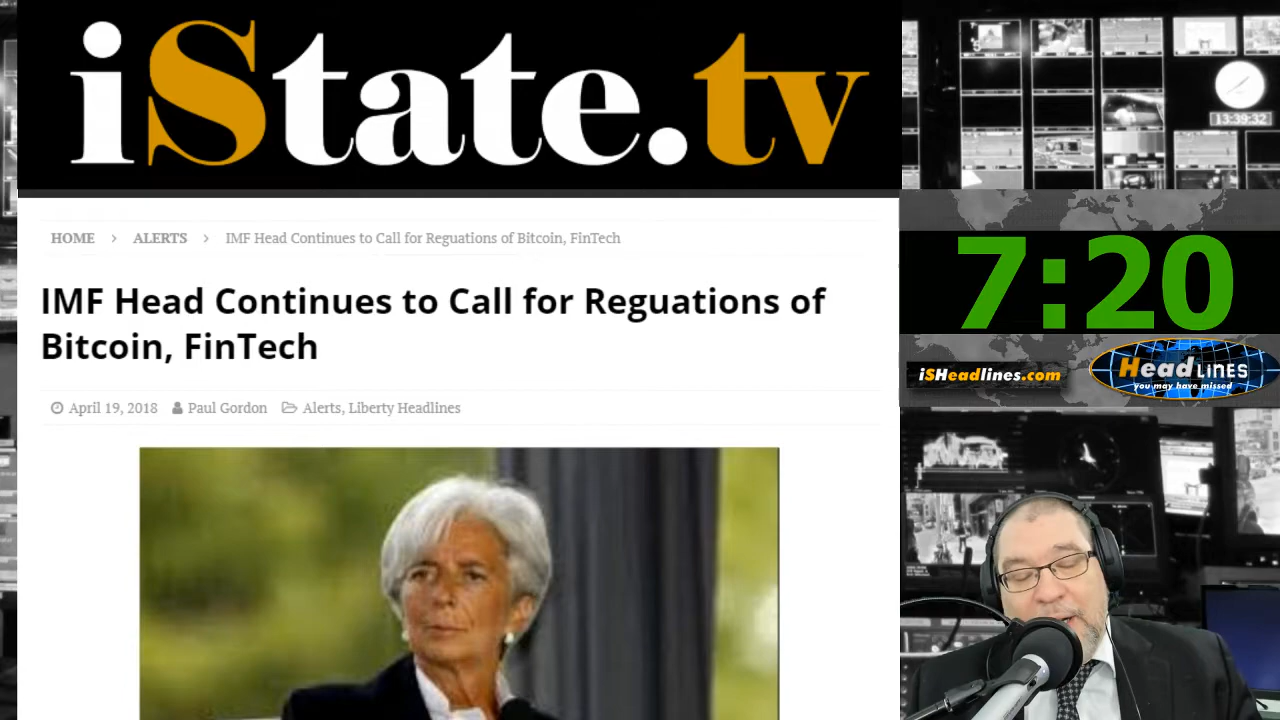 iState.tv
13:39:32
HOME > ALERTS > IMF Head Continues to Call for Reguations of Bitcoin, FinTech
7:20
IMF Head Continues to Call for Reguations of
Bitcoin, FinTech
iSHeadlines.com
HeadLINES
you may have missed
April 19, 2018 Paul Gordon Alerts, Liberty Headlines